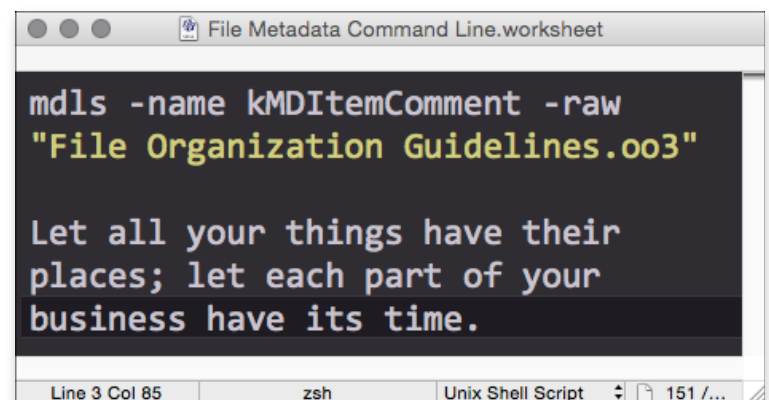 File Metadata Command Line.worksheet
mdls -name kMDItemComment -raw
"File Organization Guidelines.oo3"
Let all your things have their
places; let each part of your
business have its time.
Line 3 Col 85 zsh Unix Shell Script 151 /...